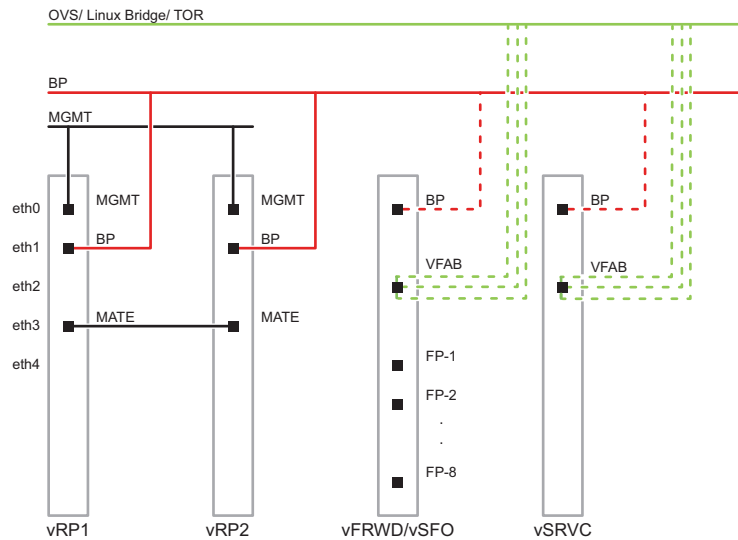 OVS/ Linux Bridge/ TOR
BP
MGMT
eth0
MGMT
MGMT
BP
BP
eth1
BP
BP
eth2
VFAB
VFAB
eth3
MATE
MATE
eth4
FP-1
FP-2
.
.
FP-8
vRP1
vRP2
vFRWD/vSFO
vSRVC